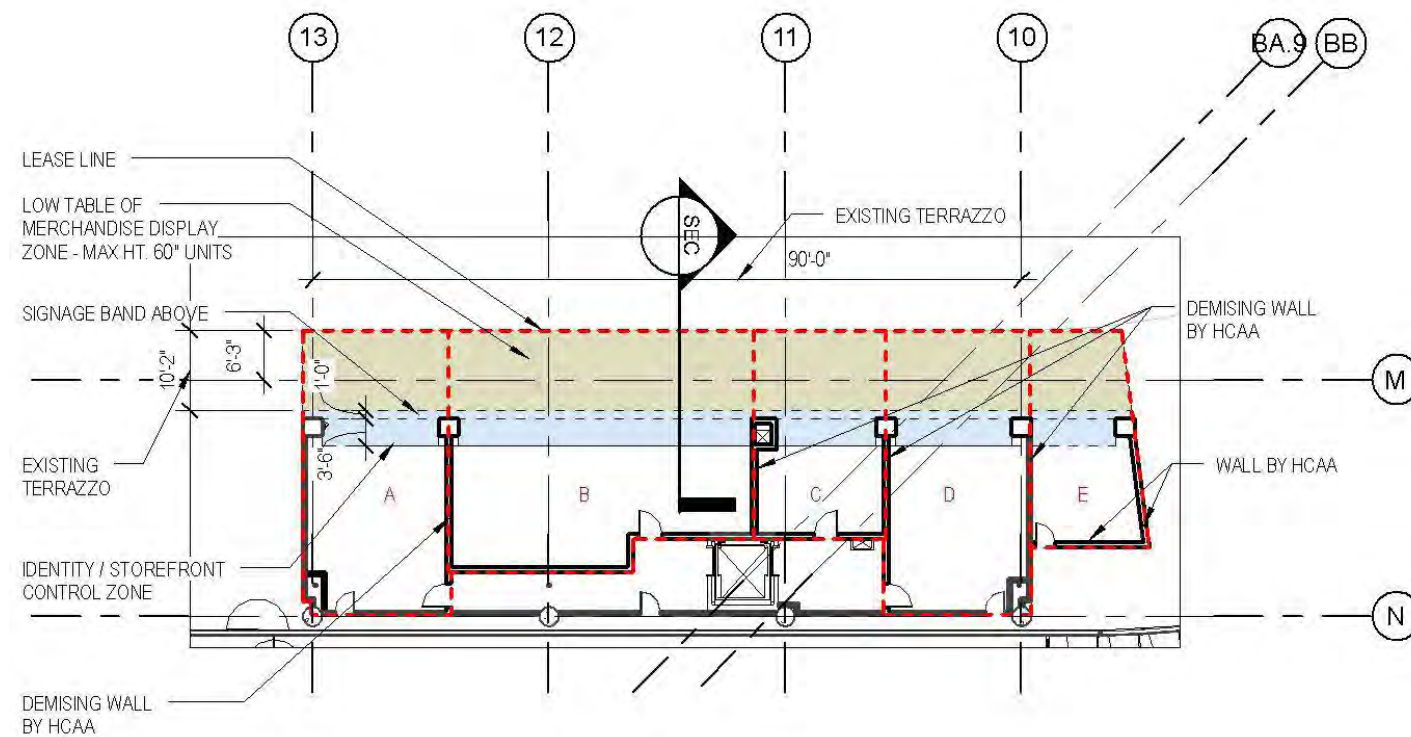 13
12
11
10
BA.9
BB
LEASE LINE
LOW TABLE OF
MERCHANDISE DISPLAY
ZONE - MAX HT. 60" UNITS
SEC
EXISTING TERRAZZO
90'-0"
SIGNAGE BAND ABOVE
DEMISING WALL
BY HCAA
10'-2"
6'-3"
1'-0"
M
3'-6"
EXISTING
TERRAZZO
WALL BY HCAA
A
B
C
D
E
IDENTITY / STOREFRONT
CONTROL ZONE
N
DEMISING WALL
BY HCAA